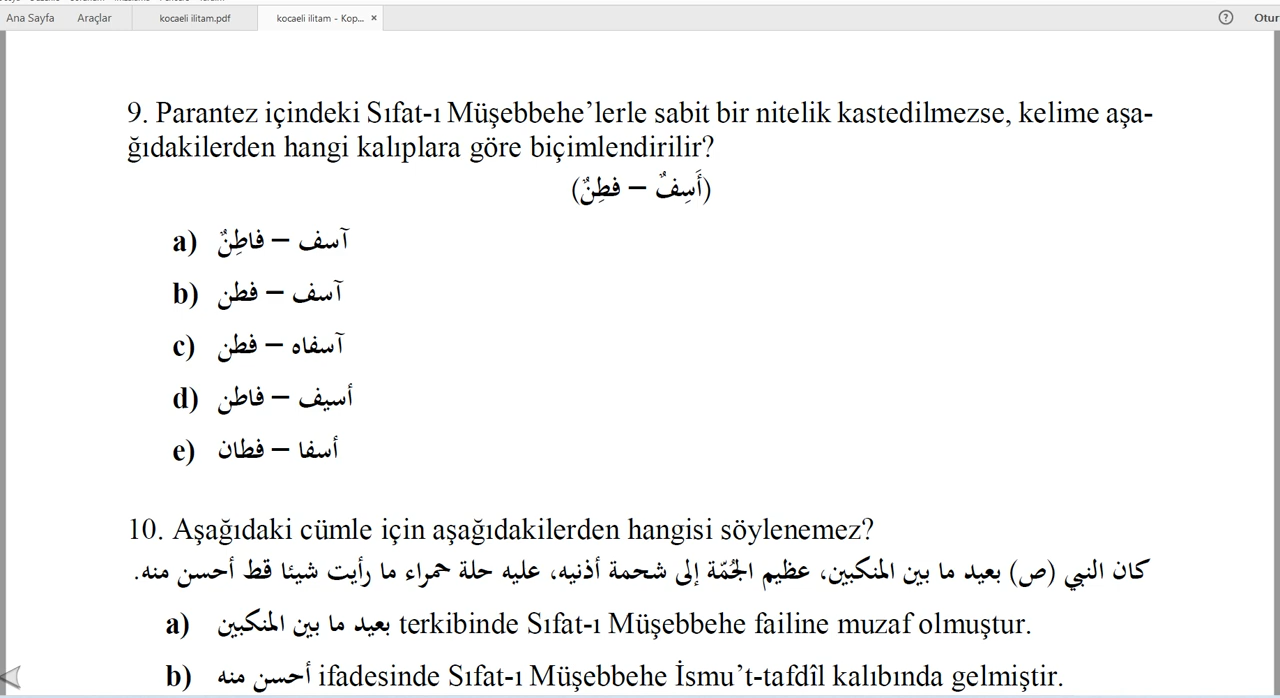 Ana Sayfa Araçlar kocaeli ilitam.pdf kocaeli ilitam - Kop... × ? Otur
9. Parantez içindeki Sıfat-ı Müşebbehe’lerle sabit bir nitelik kastedilmezse, kelime aşa-
ğıdakilerden hangi kalıplara göre biçimlendirilir?
(أَسِفٌ – فَطِنٌ)
a) آسف – فاطِنٌ
b) آسف – فطن
c) آسفاه – فطن
d) أسيف – فاطن
e) أسفا – فطان
10. Aşağıdaki cümle için aşağıdakilerden hangisi söylenemez?
كان النبي (ص) بعيد ما بين المنكبين، عظيم الجُمّة إلى شحمة أذنيه، عليه حلة حمراء ما رأيت شيئا قط أحسن منه.
a) بعيد ما بين المنكبين terkibinde Sıfat-ı Müşebbehe failine muzaf olmuştur.
b) أحسن منه ifadesinde Sıfat-ı Müşebbehe İsmu’t-tafdîl kalıbında gelmiştir.